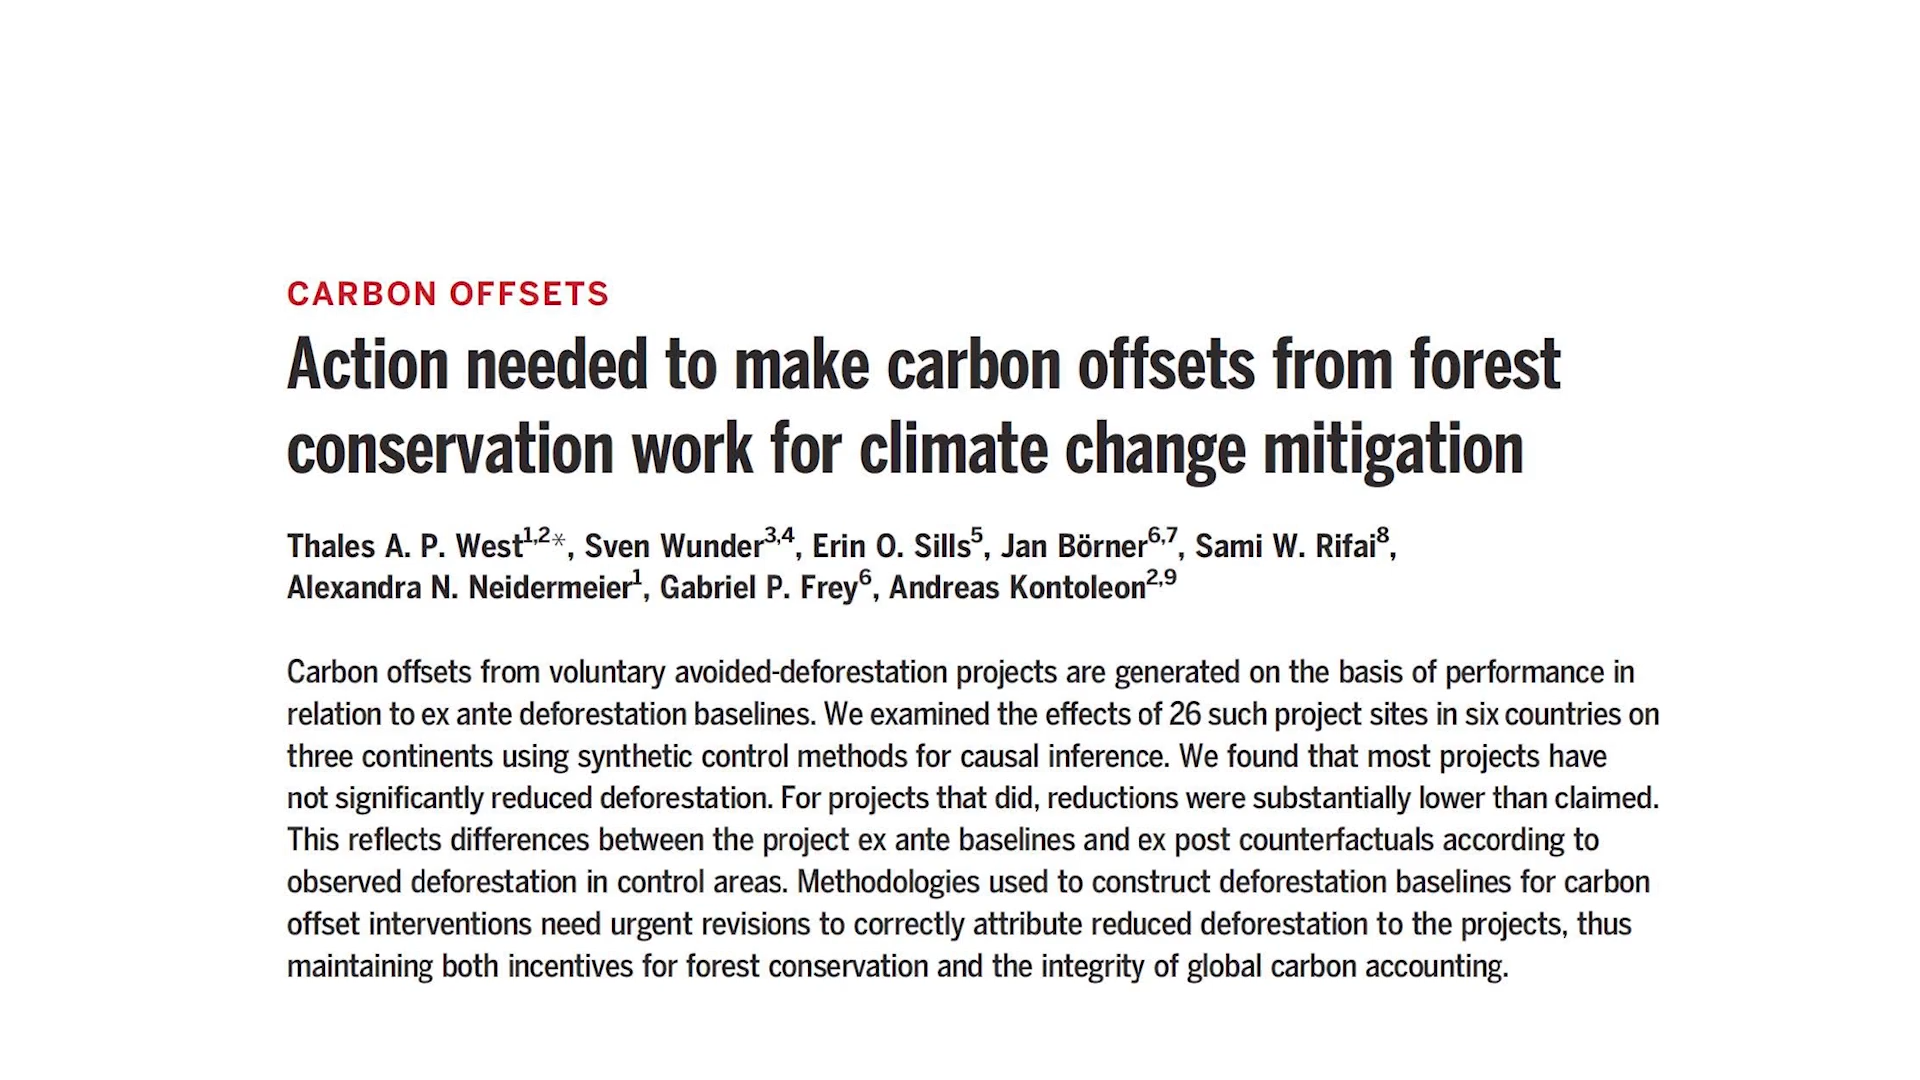 CARBON OFFSETS
Action needed to make carbon offsets from forest
conservation work for climate change mitigation
Thales A. P. West1,2*, Sven Wunder3,4, Erin O. Sills5, Jan Börner6,7, Sami W. Rifai8,
Alexandra N. Neidermeier1, Gabriel P. Frey6, Andreas Kontoleon2,9
Carbon offsets from voluntary avoided-deforestation projects are generated on the basis of performance in
relation to ex ante deforestation baselines. We examined the effects of 26 such project sites in six countries on
three continents using synthetic control methods for causal inference. We found that most projects have
not significantly reduced deforestation. For projects that did, reductions were substantially lower than claimed.
This reflects differences between the project ex ante baselines and ex post counterfactuals according to
observed deforestation in control areas. Methodologies used to construct deforestation baselines for carbon
offset interventions need urgent revisions to correctly attribute reduced deforestation to the projects, thus
maintaining both incentives for forest conservation and the integrity of global carbon accounting.